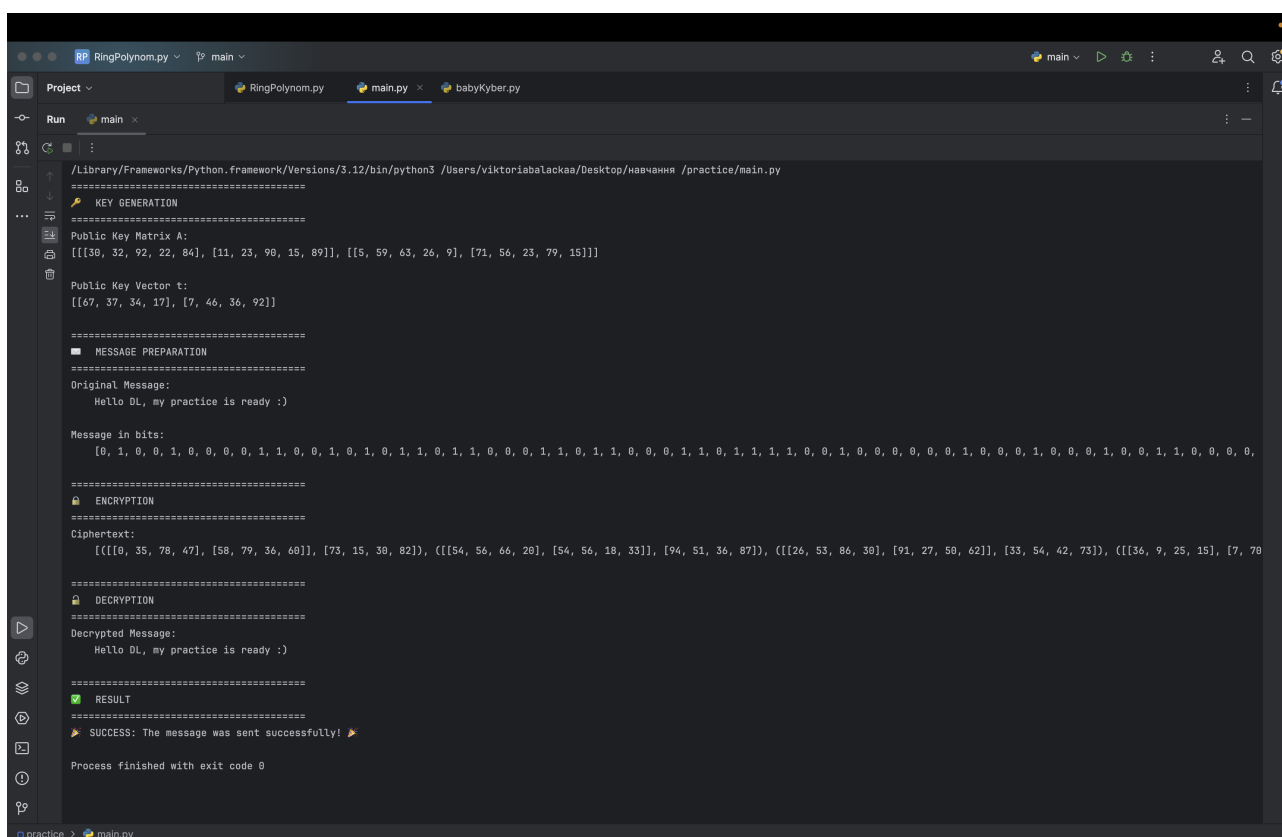 RP RingPolynom.py main main
Project RingPolynom.py main.py babyKyber.py
Run main
/Library/Frameworks/Python.framework/Versions/3.12/bin/python3 /Users/viktoriabalackaa/Desktop/навчання /practice/main.py
========================================
🔑 KEY GENERATION
========================================
Public Key Matrix A:
[[[30, 32, 92, 22, 84], [11, 23, 90, 15, 89]], [[5, 59, 63, 26, 9], [71, 56, 23, 79, 15]]]
Public Key Vector t:
[[67, 37, 34, 17], [7, 46, 36, 92]]
========================================
✉️ MESSAGE PREPARATION
========================================
Original Message:
Hello DL, my practice is ready :)
Message in bits:
[0, 1, 0, 0, 1, 0, 0, 0, 0, 1, 1, 0, 0, 1, 0, 1, 0, 1, 1, 0, 1, 1, 0, 0, 0, 1, 1, 0, 1, 1, 0, 0, 0, 1, 1, 0, 1, 1, 1, 1, 0, 0, 1, 0, 0, 0, 0, 0, 0, 1, 0, 0, 0, 1, 0, 0, 0, 1, 0, 0, 1, 1, 0, 0, 0, 0,
========================================
🔒 ENCRYPTION
========================================
Ciphertext:
[([[0, 35, 78, 47], [58, 79, 36, 60]], [73, 15, 30, 82]), ([[54, 56, 66, 20], [54, 56, 18, 33]], [94, 51, 36, 87]), ([[26, 53, 86, 30], [91, 27, 50, 62]], [33, 54, 42, 73]), ([[36, 9, 25, 15], [7, 70
========================================
🔓 DECRYPTION
========================================
Decrypted Message:
Hello DL, my practice is ready :)
========================================
✅ RESULT
========================================
🎉 SUCCESS: The message was sent successfully! 🎉
Process finished with exit code 0
practice > main.py